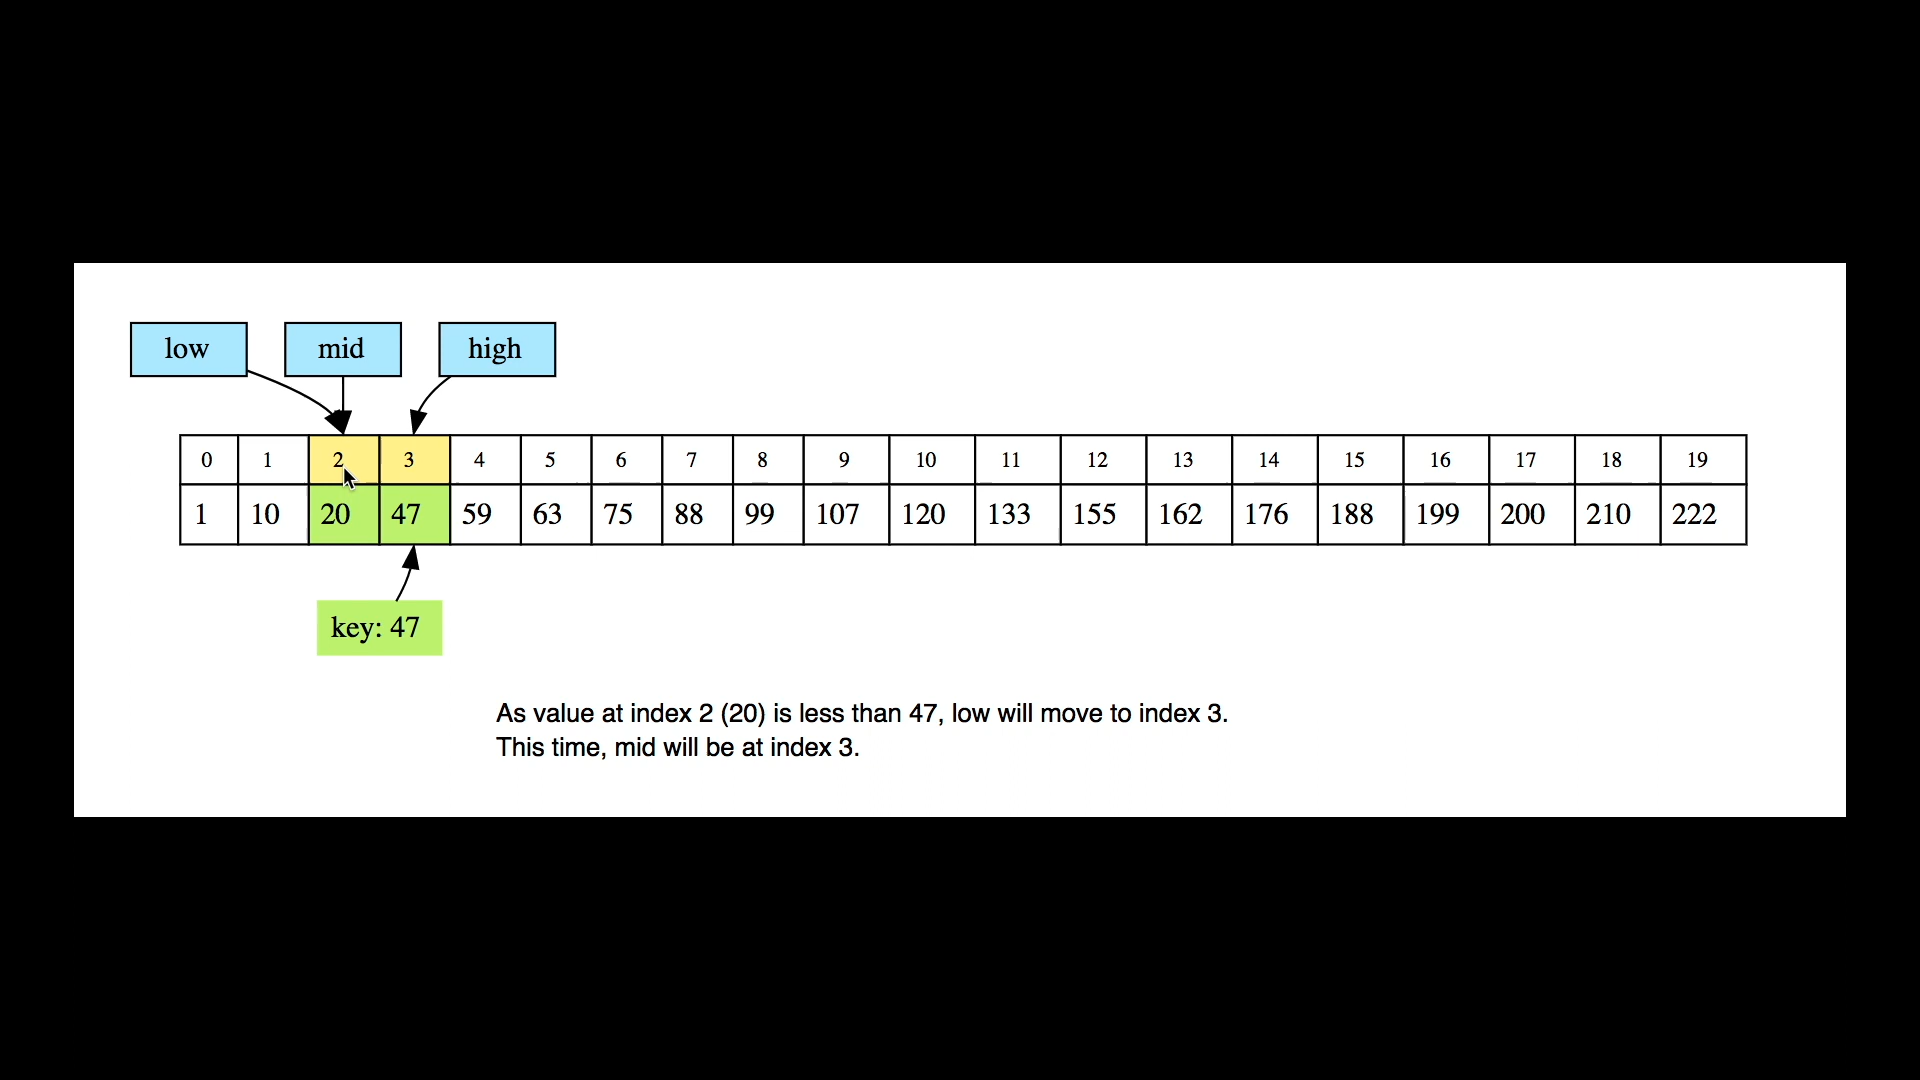 low mid high
0 1 2 3 4 5 6 7 8 9 10 11 12 13 14 15 16 17 18 19
1 10 20 47 59 63 75 88 99 107 120 133 155 162 176 188 199 200 210 222
key: 47
As value at index 2 (20) is less than 47, low will move to index 3.
This time, mid will be at index 3.